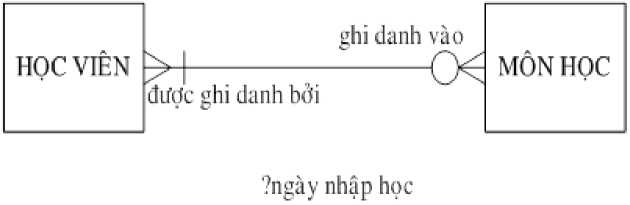 ghi danh vào
HỌC VIÊN
MÔN HỌC
được ghi danh bởi
?ngày nhập học